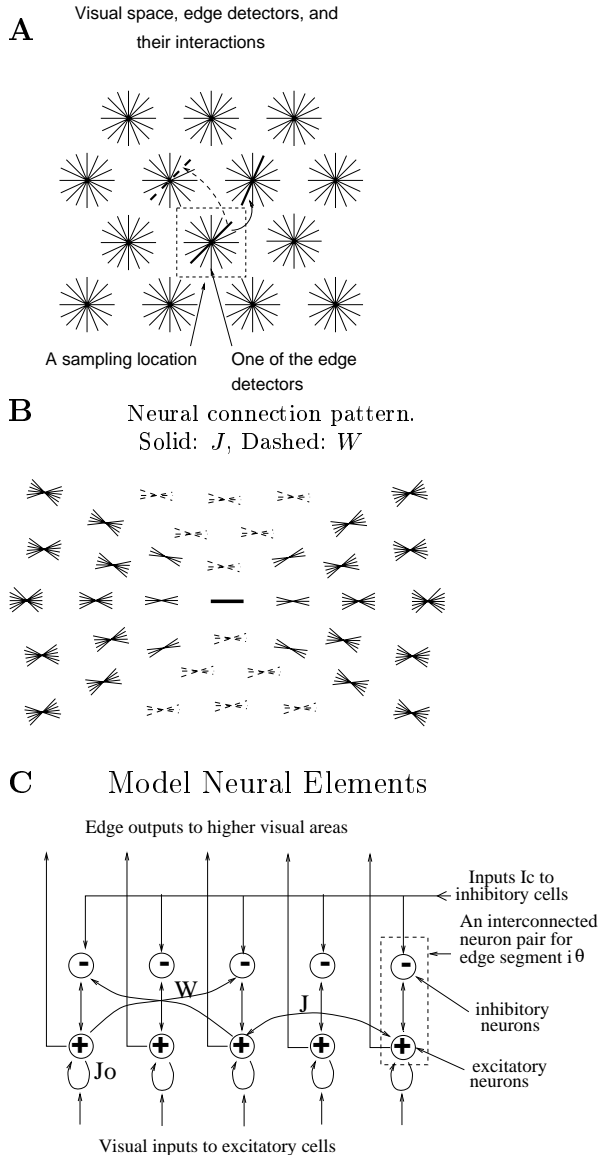 A
Visual space, edge detectors, and
their interactions
A sampling location
One of the edge
detectors
B
Neural connection pattern.
Solid: J, Dashed: W
C
Model Neural Elements
Edge outputs to higher visual areas
Inputs Ic to
inhibitory cells
An interconnected
neuron pair for
edge segment i θ
- - - - -
W
J
inhibitory
neurons
+ + + + +
Jo
excitatory
neurons
Visual inputs to excitatory cells